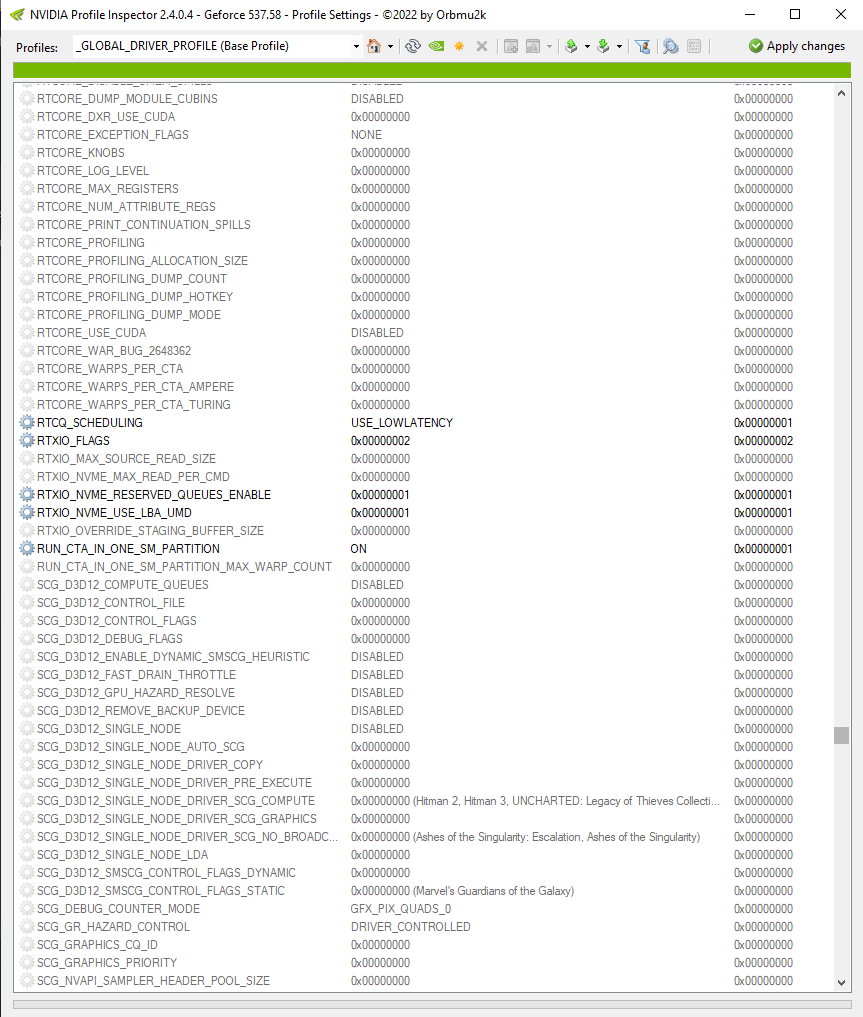 NVIDIA Profile Inspector 2.4.0.4 - Geforce 537.58 - Profile Settings - ©2022 by Orbmu2k
Profiles: _GLOBAL_DRIVER_PROFILE (Base Profile) Apply changes
RTCORE_DUMP_MODULE_CUBINS DISABLED 0x00000000
RTCORE_DXR_USE_CUDA 0x00000000 0x00000000
RTCORE_EXCEPTION_FLAGS NONE 0x00000000
RTCORE_KNOBS 0x00000000 0x00000000
RTCORE_LOG_LEVEL 0x00000000 0x00000000
RTCORE_MAX_REGISTERS 0x00000000 0x00000000
RTCORE_NUM_ATTRIBUTE_REGS 0x00000000 0x00000000
RTCORE_PRINT_CONTINUATION_SPILLS 0x00000000 0x00000000
RTCORE_PROFILING 0x00000000 0x00000000
RTCORE_PROFILING_ALLOCATION_SIZE 0x00000000 0x00000000
RTCORE_PROFILING_DUMP_COUNT 0x00000000 0x00000000
RTCORE_PROFILING_DUMP_HOTKEY 0x00000000 0x00000000
RTCORE_PROFILING_DUMP_MODE 0x00000000 0x00000000
RTCORE_USE_CUDA DISABLED 0x00000000
RTCORE_WAR_BUG_2648362 0x00000000 0x00000000
RTCORE_WARPS_PER_CTA 0x00000000 0x00000000
RTCORE_WARPS_PER_CTA_AMPERE 0x00000000 0x00000000
RTCORE_WARPS_PER_CTA_TURING 0x00000000 0x00000000
RTCQ_SCHEDULING USE_LOWLATENCY 0x00000001
RTXIO_FLAGS 0x00000002 0x00000002
RTXIO_MAX_SOURCE_READ_SIZE 0x00000000 0x00000000
RTXIO_NVME_MAX_READ_PER_CMD 0x00000000 0x00000000
RTXIO_NVME_RESERVED_QUEUES_ENABLE 0x00000001 0x00000001
RTXIO_NVME_USE_LBA_UMD 0x00000001 0x00000001
RTXIO_OVERRIDE_STAGING_BUFFER_SIZE 0x00000000 0x00000000
RUN_CTA_IN_ONE_SM_PARTITION ON 0x00000001
RUN_CTA_IN_ONE_SM_PARTITION_MAX_WARP_COUNT 0x00000000 0x00000000
SCG_D3D12_COMPUTE_QUEUES DISABLED 0x00000000
SCG_D3D12_CONTROL_FILE 0x00000000 0x00000000
SCG_D3D12_CONTROL_FLAGS 0x00000000 0x00000000
SCG_D3D12_DEBUG_FLAGS 0x00000000 0x00000000
SCG_D3D12_ENABLE_DYNAMIC_SMSCG_HEURISTIC DISABLED 0x00000000
SCG_D3D12_FAST_DRAIN_THROTTLE DISABLED 0x00000000
SCG_D3D12_GPU_HAZARD_RESOLVE DISABLED 0x00000000
SCG_D3D12_REMOVE_BACKUP_DEVICE DISABLED 0x00000000
SCG_D3D12_SINGLE_NODE DISABLED 0x00000000
SCG_D3D12_SINGLE_NODE_AUTO_SCG 0x00000000 0x00000000
SCG_D3D12_SINGLE_NODE_DRIVER_COPY 0x00000000 0x00000000
SCG_D3D12_SINGLE_NODE_DRIVER_PRE_EXECUTE 0x00000000 0x00000000
SCG_D3D12_SINGLE_NODE_DRIVER_SCG_COMPUTE 0x00000000 (Hitman 2, Hitman 3, UNCHARTED: Legacy of Thieves Collecti... 0x00000000
SCG_D3D12_SINGLE_NODE_DRIVER_SCG_GRAPHICS 0x00000000 0x00000000
SCG_D3D12_SINGLE_NODE_DRIVER_SCG_NO_BROADC... 0x00000000 (Ashes of the Singularity: Escalation, Ashes of the Singularity) 0x00000000
SCG_D3D12_SINGLE_NODE_LDA 0x00000000 0x00000000
SCG_D3D12_SMSCG_CONTROL_FLAGS_DYNAMIC 0x00000000 0x00000000
SCG_D3D12_SMSCG_CONTROL_FLAGS_STATIC 0x00000000 (Marvel's Guardians of the Galaxy) 0x00000000
SCG_DEBUG_COUNTER_MODE GFX_PIX_QUADS_0 0x00000000
SCG_GR_HAZARD_CONTROL DRIVER_CONTROLLED 0x00000000
SCG_GRAPHICS_CQ_ID 0x00000000 0x00000000
SCG_GRAPHICS_PRIORITY 0x00000000 0x00000000
SCG_NVAPI_SAMPLER_HEADER_POOL_SIZE 0x00000000 0x00000000